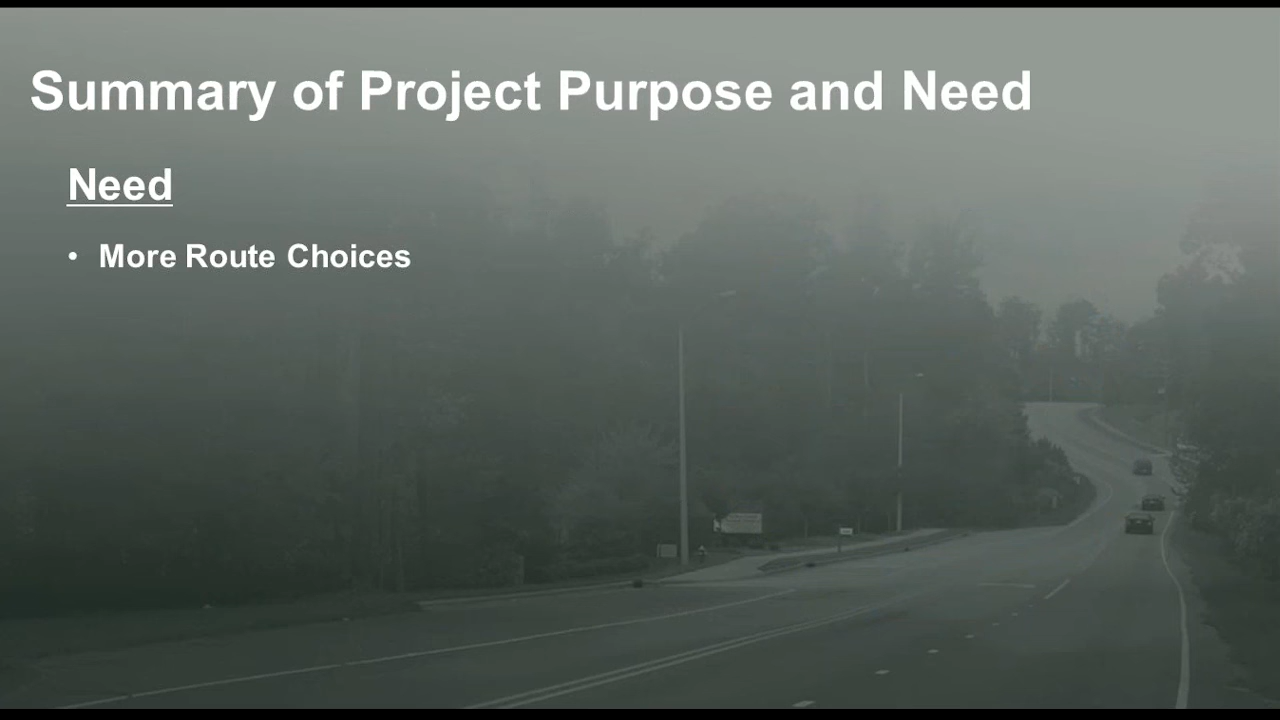 Summary of Project Purpose and Need
Need
• More Route Choices